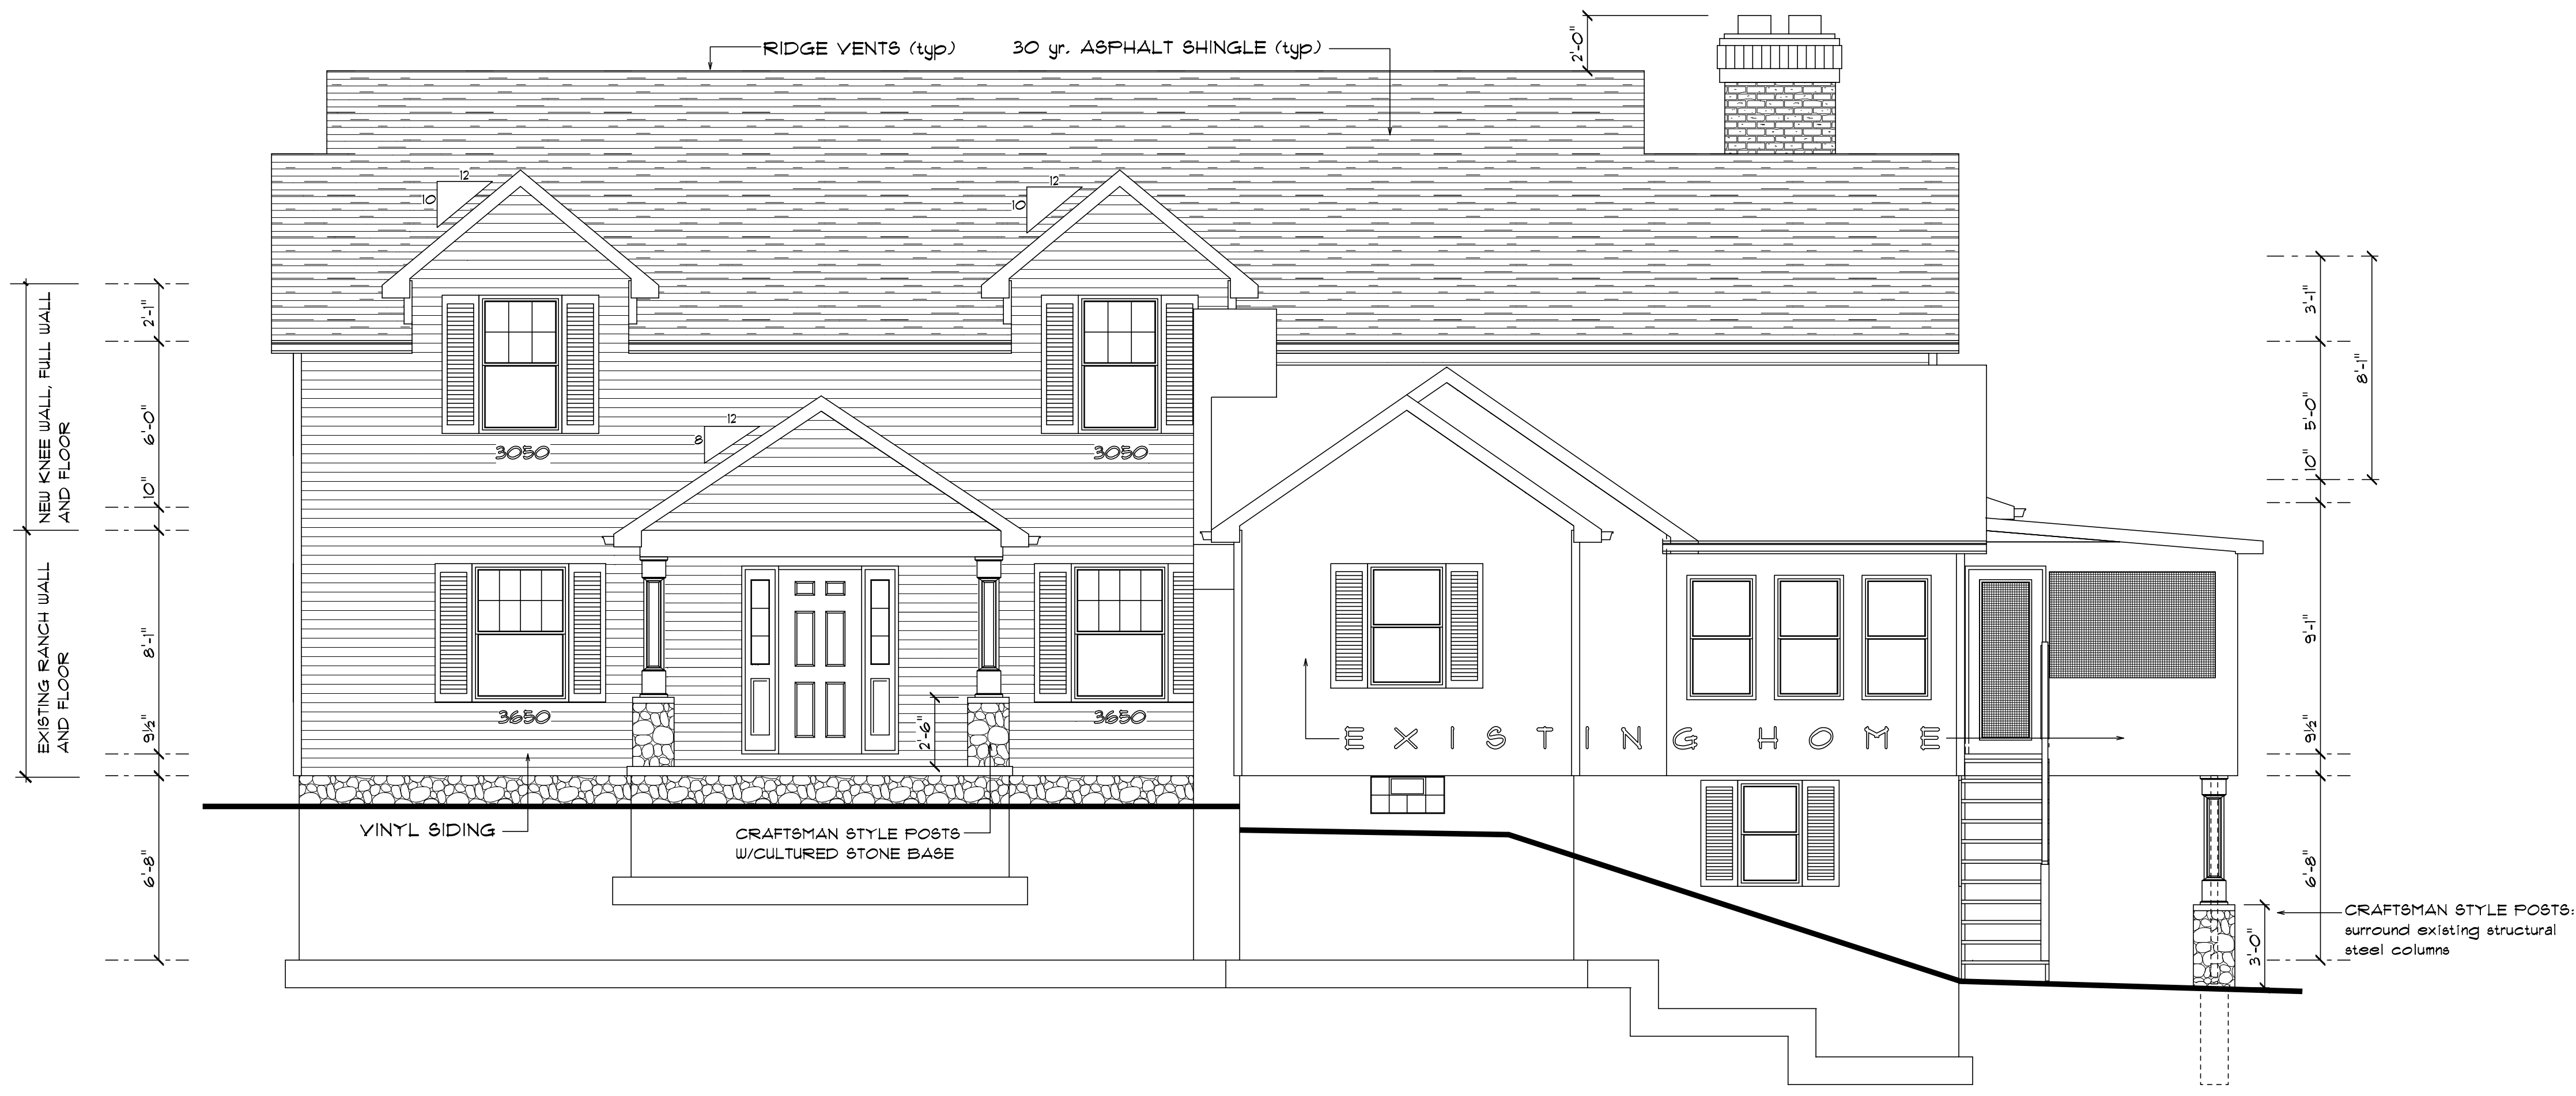 RIDGE VENTS (typ)
30 yr. ASPHALT SHINGLE (typ)
2'-0"
12
10
12
10
NEW KNEE WALL, FULL WALL
AND FLOOR
2'-1"
6'-0"
10"
3050
3050
12
8
3'-1"
5'-0"
10"
8'-1"
EXISTING RANCH WALL
AND FLOOR
8'-1"
9½"
3650
3650
2'-6"
EXISTING HOME
9'-1"
9½"
VINYL SIDING
CRAFTSMAN STYLE POSTS
W/CULTURED STONE BASE
6'-8"
6'-8"
3'-0"
CRAFTSMAN STYLE POSTS:
surround existing structural
steel columns